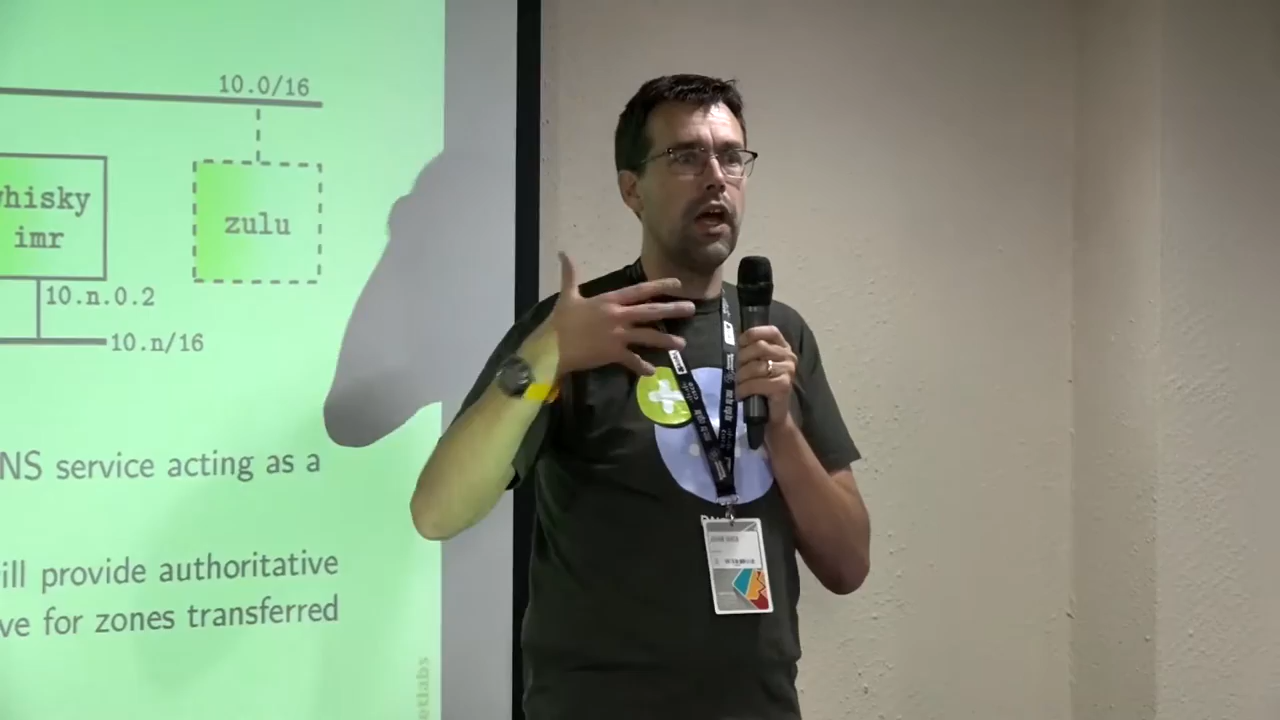 10.0/16
whisky
imr
zulu
10.n.0.2
10.n/16
NS service acting as a
ill provide authoritative
ve for zones transferred
etlabs